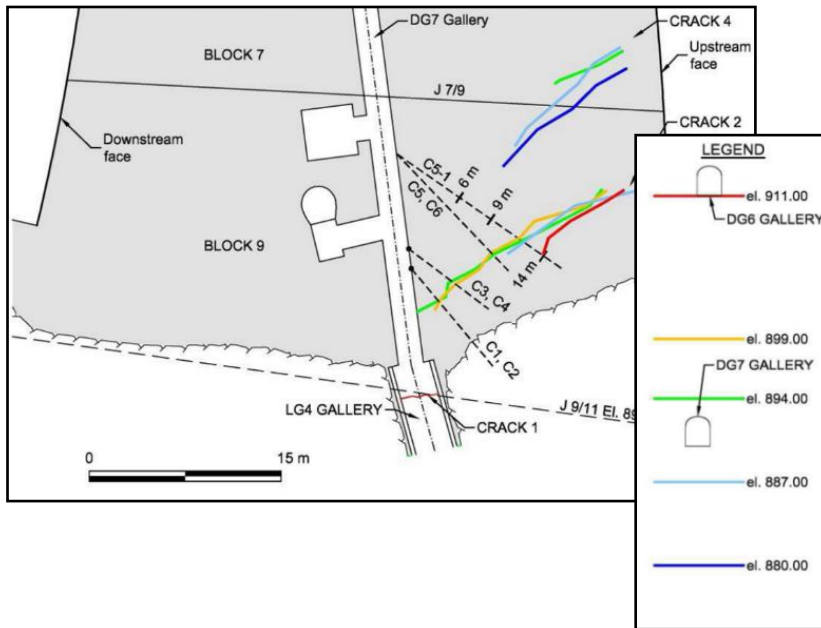 DG7 Gallery
CRACK 4
BLOCK 7
Upstream
face
J 7/9
Downstream
face
CRACK 2
C5-1
6 m
C5, C6
9 m
BLOCK 9
14 m
C3, C4
C1, C2
LG4 GALLERY
J 9/11 El. 89
CRACK 1
0
15 m
LEGEND
el. 911.00
DG6 GALLERY
el. 899.00
DG7 GALLERY
el. 894.00
el. 887.00
el. 880.00